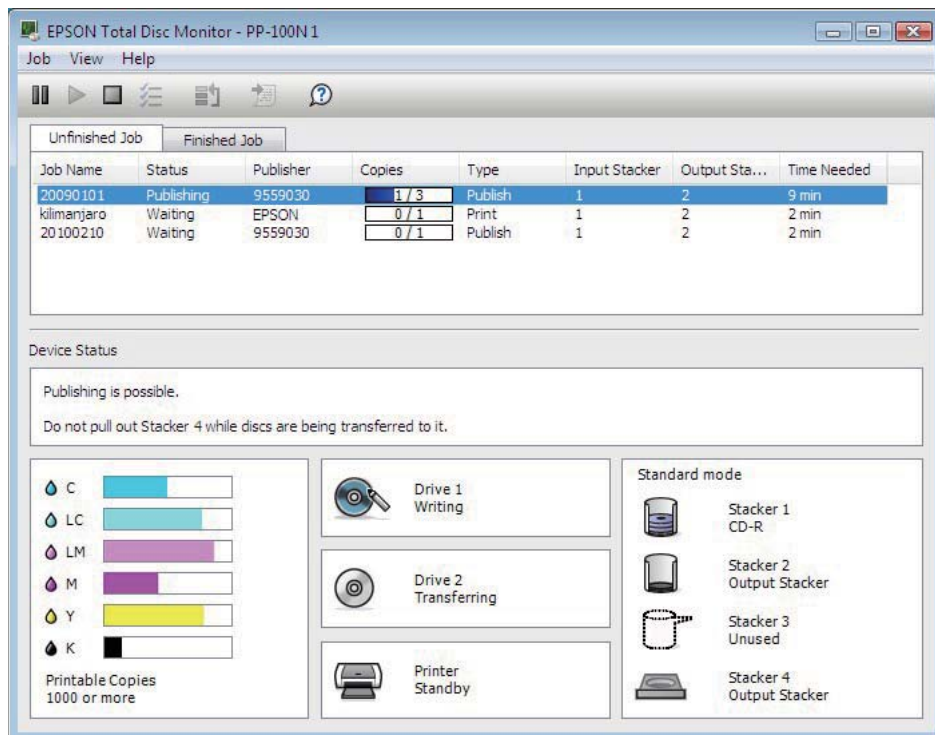 EPSON Total Disc Monitor - PP-100N 1
Job View Help
Unfinished Job Finished Job
Job Name Status Publisher Copies Type Input Stacker Output Sta... Time Needed
20090101 Publishing 9559030 1 / 3 Publish 1 2 9 min
kilimanjaro Waiting EPSON 0 / 1 Print 1 2 2 min
20100210 Waiting 9559030 0 / 1 Publish 1 2 2 min
Device Status
Publishing is possible.
Do not pull out Stacker 4 while discs are being transferred to it.
C
LC
LM
M
Y
K
Printable Copies
1000 or more
Drive 1
Writing
Drive 2
Transferring
Printer
Standby
Standard mode
Stacker 1
CD-R
Stacker 2
Output Stacker
Stacker 3
Unused
Stacker 4
Output Stacker